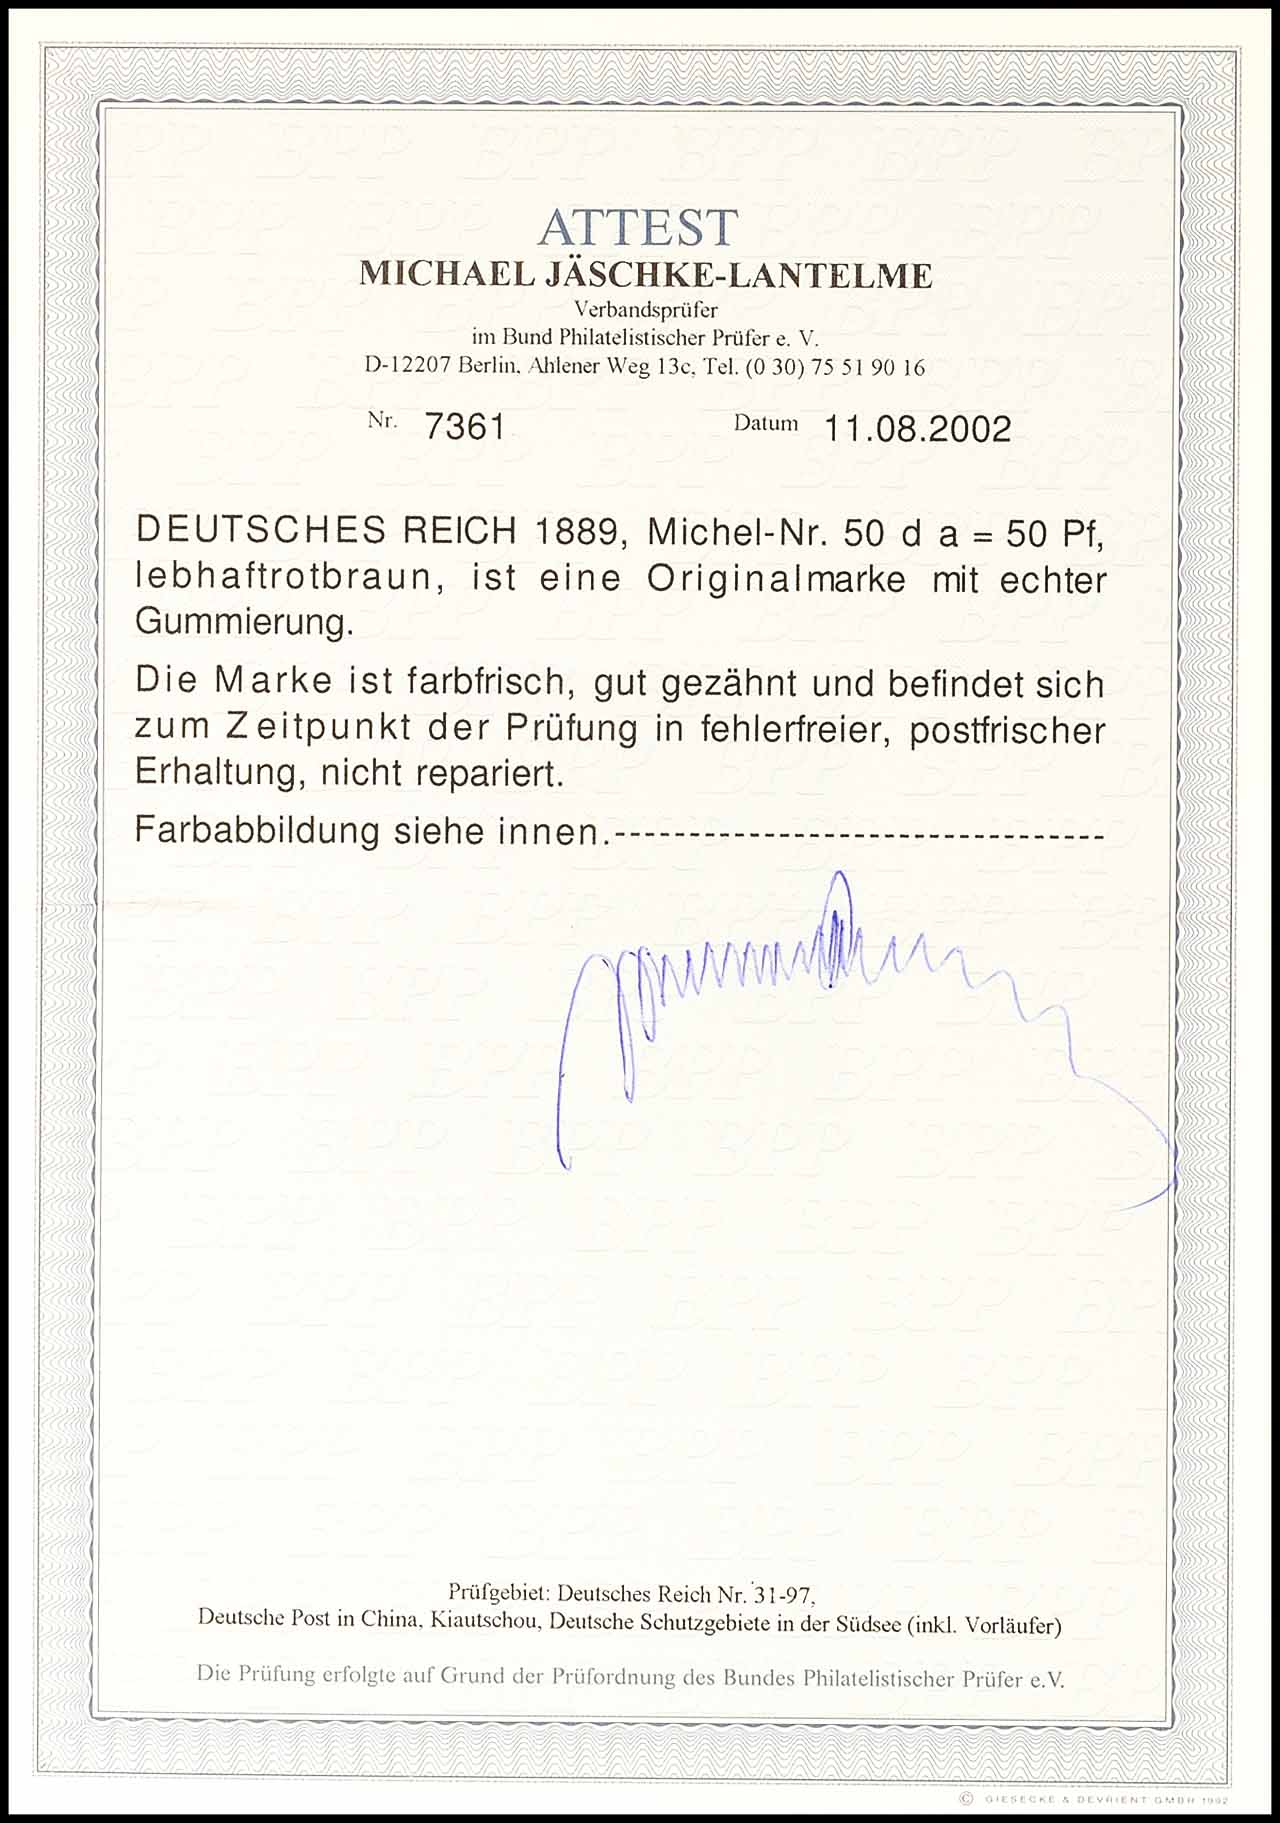 ATTEST
MICHAEL JÄSCHKE-LANTELME
Verbandsprüfer
im Bund Philatelistischer Prüfer e. V.
D-12207 Berlin, Ahlener Weg 13c, Tel. (0 30) 75 51 90 16
Nr. 7361 Datum 11.08.2002
DEUTSCHES REICH 1889, Michel-Nr. 50 d a = 50 Pf,
lebhaftrotbraun, ist eine Originalmarke mit echter
Gummierung.
Die Marke ist farbfrisch, gut gezähnt und befindet sich
zum Zeitpunkt der Prüfung in fehlerfreier, postfrischer
Erhaltung, nicht repariert.
Farbabbildung siehe innen.---------------------------------
Prüfgebiet: Deutsches Reich Nr. 31-97,
Deutsche Post in China, Kiautschou, Deutsche Schutzgebiete in der Südsee (inkl. Vorläufer)
Die Prüfung erfolgte auf Grund der Prüfordnung des Bundes Philatelistischer Prüfer e.V.
© GIESECKE & DEVRIENT GMBH 1992